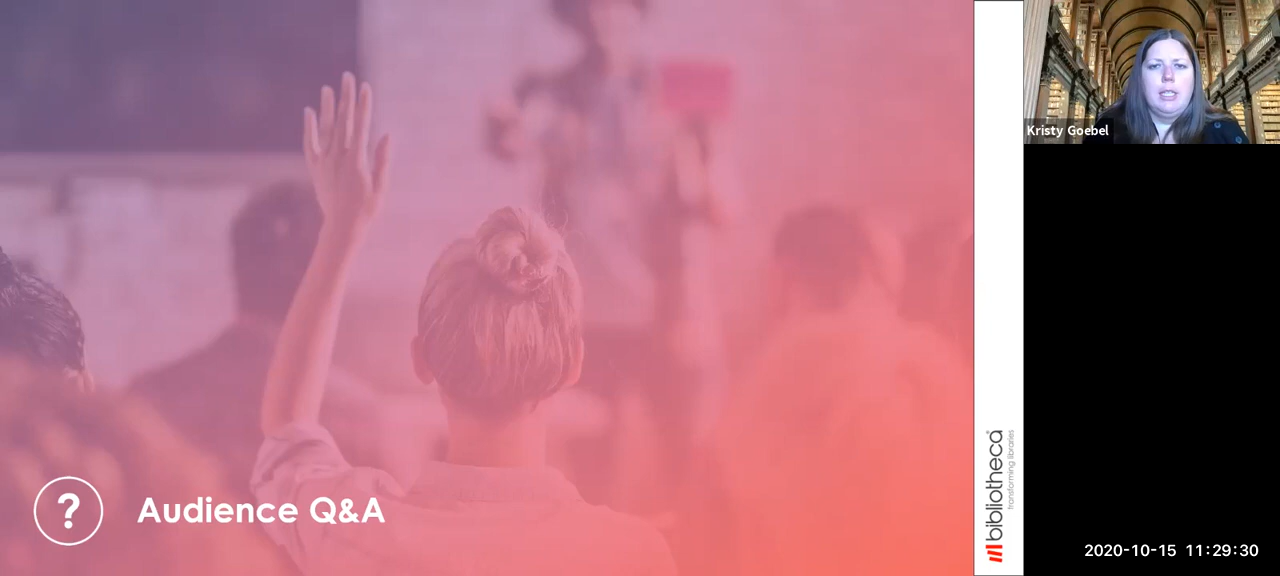 Kristy Goebel
? Audience Q&A
bibliotheca®
transforming libraries
2020-10-15 11:29:30